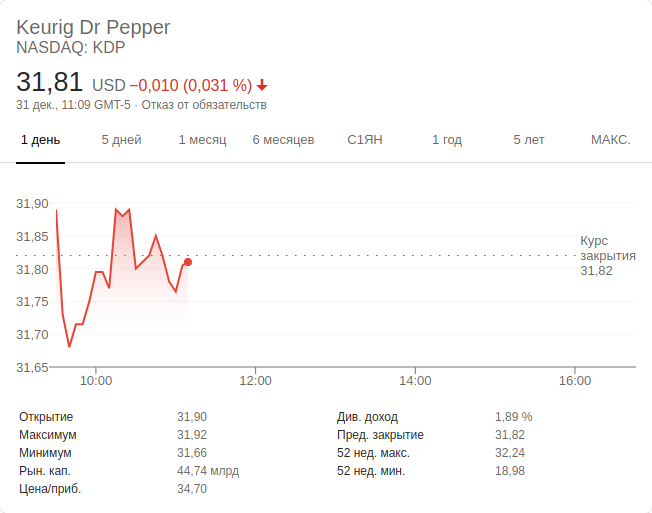 Keurig Dr Pepper
NASDAQ: KDP
31,81 USD −0,010 (0,031 %)
31 дек., 11:09 GMT-5 · Отказ от обязательств
1 день 5 дней 1 месяц 6 месяцев С1ЯН 1 год 5 лет МАКС.
31,90
31,85
31,80
31,75
31,70
31,65
Курс
закрытия
31,82
10:00 12:00 14:00 16:00
Открытие 31,90 Див. доход 1,89 %
Максимум 31,92 Пред. закрытие 31,82
Минимум 31,66 52 нед. макс. 32,24
Рын. кап. 44,74 млрд 52 нед. мин. 18,98
Цена/приб. 34,70